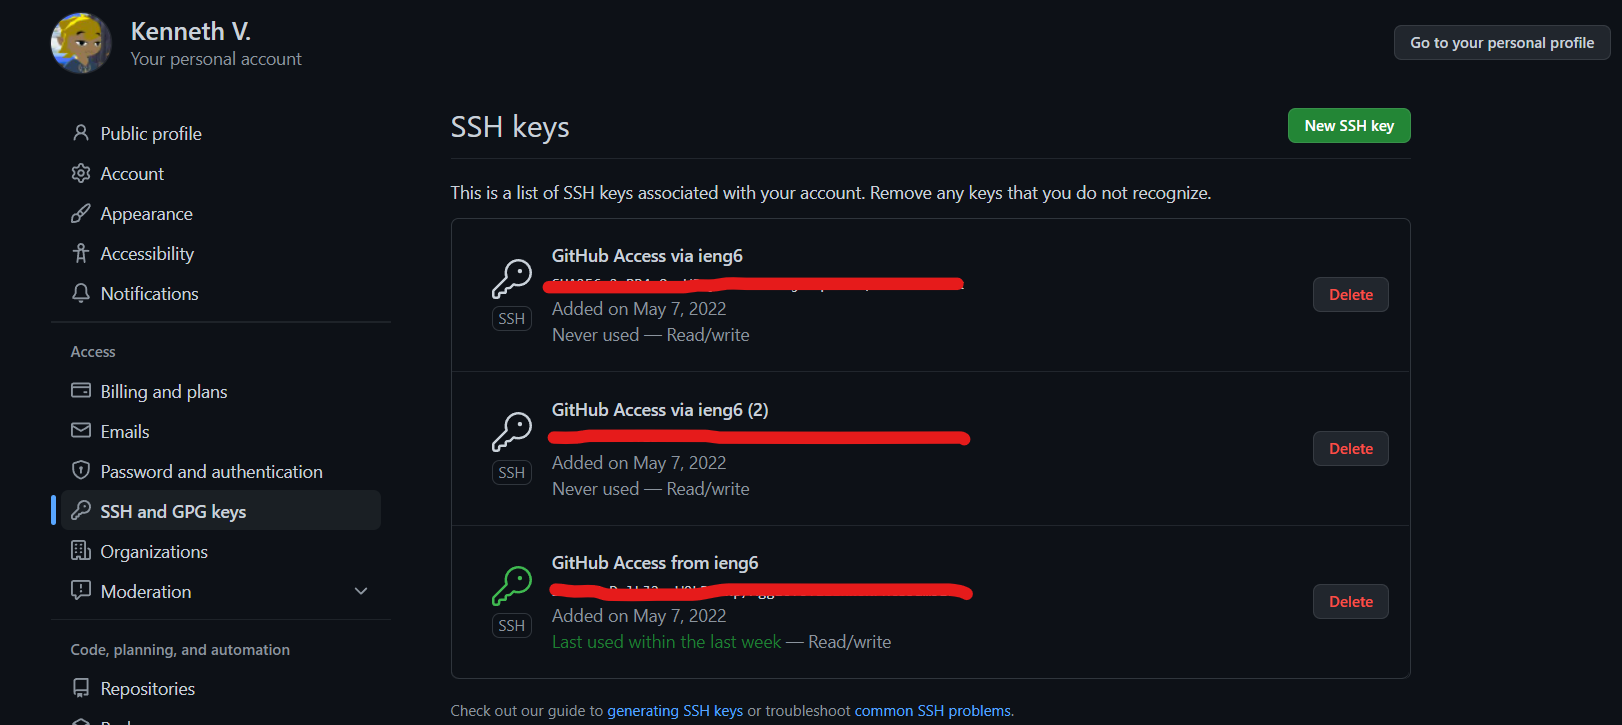 Kenneth V.
Your personal account
Go to your personal profile
Public profile
Account
Appearance
Accessibility
Notifications
Access
Billing and plans
Emails
Password and authentication
SSH and GPG keys
Organizations
Moderation
Code, planning, and automation
Repositories
SSH keys
New SSH key
This is a list of SSH keys associated with your account. Remove any keys that you do not recognize.
GitHub Access via ieng6
SSH
Added on May 7, 2022
Never used — Read/write
Delete
GitHub Access via ieng6 (2)
SSH
Added on May 7, 2022
Never used — Read/write
Delete
GitHub Access from ieng6
SSH
Added on May 7, 2022
Last used within the last week — Read/write
Delete
Check out our guide to generating SSH keys or troubleshoot common SSH problems.